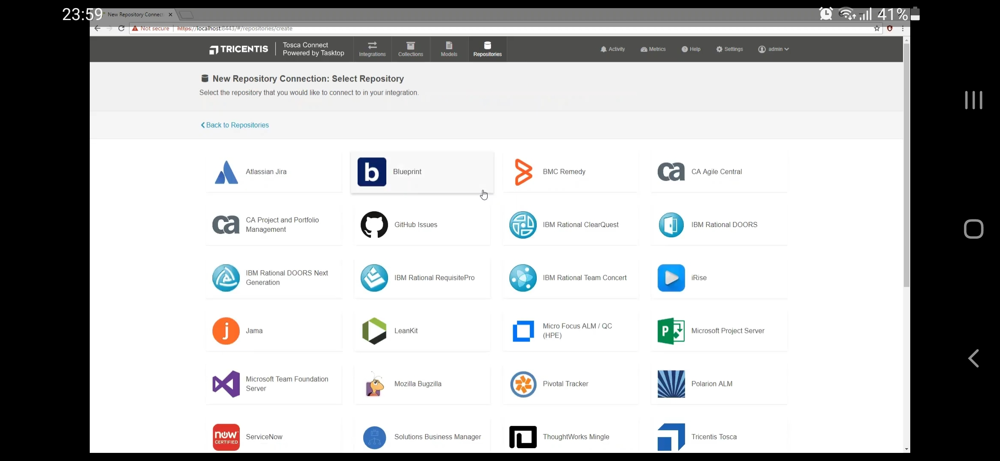 23:59
New Repository Connect
41%
Not secure
https://localhost:8443/#/repositories/create
TRICENTIS
Tosca Connect
Powered by Tasktop
Integrations
Collections
Models
Repositories
Activity
Metrics
Help
Settings
admin
New Repository Connection: Select Repository
Select the repository that you would like to connect to in your integration.
Back to Repositories
Atlassian Jira
b
Blueprint
BMC Remedy
ca
CA Agile Central
ca
CA Project and Portfolio
Management
GitHub Issues
IBM Rational ClearQuest
IBM Rational DOORS
IBM Rational DOORS Next
Generation
IBM Rational RequisitePro
IBM Rational Team Concert
iRise
j
Jama
LeanKit
Micro Focus ALM / QC
(HPE)
P
Microsoft Project Server
Microsoft Team Foundation
Server
Mozilla Bugzilla
Pivotal Tracker
Polarion ALM
now
CERTIFIED
ServiceNow
Solutions Business Manager
ThoughtWorks Mingle
Tricentis Tosca